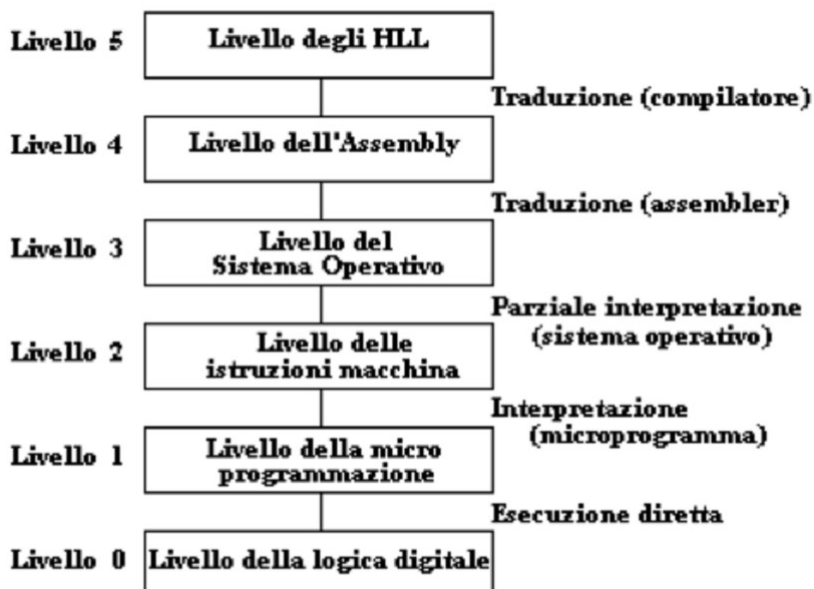 Livello 5
Livello degli HLL
Traduzione (compilatore)
Livello 4
Livello dell'Assembly
Traduzione (assembler)
Livello 3
Livello del
Sistema Operativo
Parziale interpretazione
(sistema operativo)
Livello 2
Livello delle
istruzioni macchina
Interpretazione
(microprogramma)
Livello 1
Livello della micro
programmazione
Esecuzione diretta
Livello 0
Livello della logica digitale